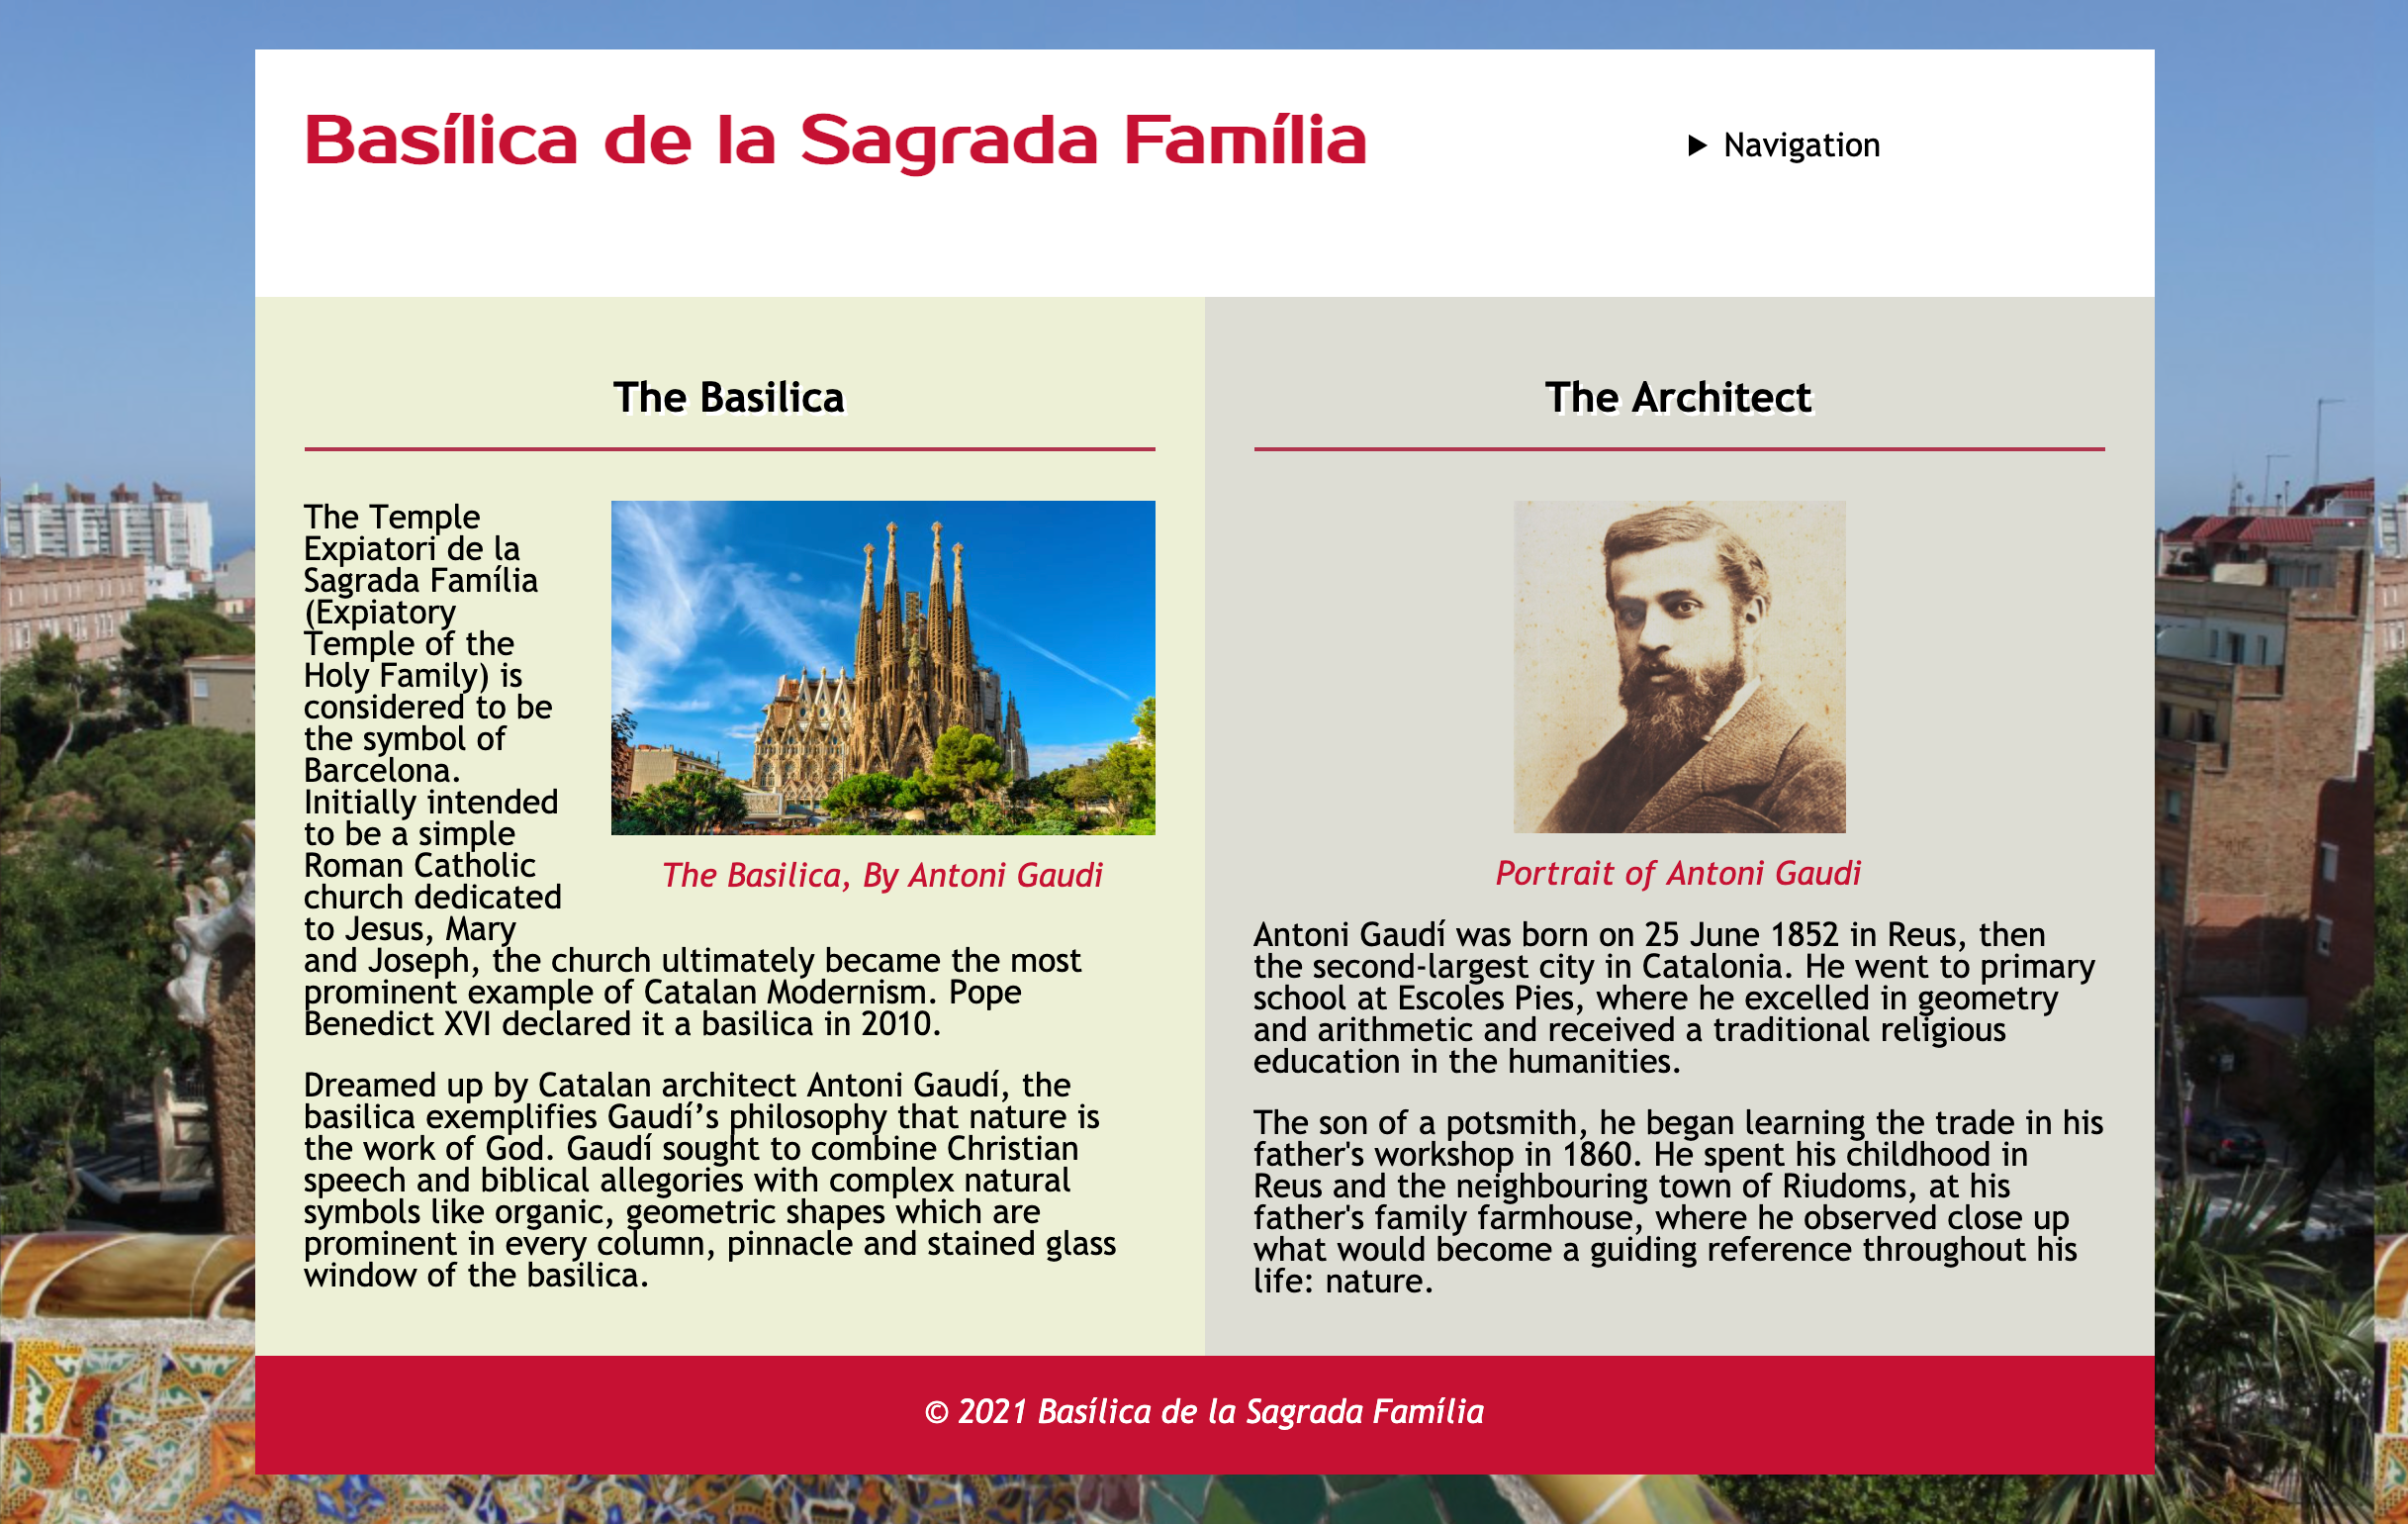 Basílica de la Sagrada Família
Navigation
The Basilica
The Temple
Expiatori de la
Sagrada Família
(Expiatory
Temple of the
Holy Family) is
considered to be
the symbol of
Barcelona.
Initially intended
to be a simple
Roman Catholic
church dedicated
to Jesus, Mary
and Joseph, the church ultimately became the most
prominent example of Catalan Modernism. Pope
Benedict XVI declared it a basilica in 2010.
The Basilica, By Antoni Gaudi
Dreamed up by Catalan architect Antoni Gaudí, the
basilica exemplifies Gaudí’s philosophy that nature is
the work of God. Gaudí sought to combine Christian
speech and biblical allegories with complex natural
symbols like organic, geometric shapes which are
prominent in every column, pinnacle and stained glass
window of the basilica.
The Architect
Portrait of Antoni Gaudi
Antoni Gaudí was born on 25 June 1852 in Reus, then
the second-largest city in Catalonia. He went to primary
school at Escoles Pies, where he excelled in geometry
and arithmetic and received a traditional religious
education in the humanities.
The son of a potsmith, he began learning the trade in his
father's workshop in 1860. He spent his childhood in
Reus and the neighbouring town of Riudoms, at his
father's family farmhouse, where he observed close up
what would become a guiding reference throughout his
life: nature.
© 2021 Basílica de la Sagrada Família